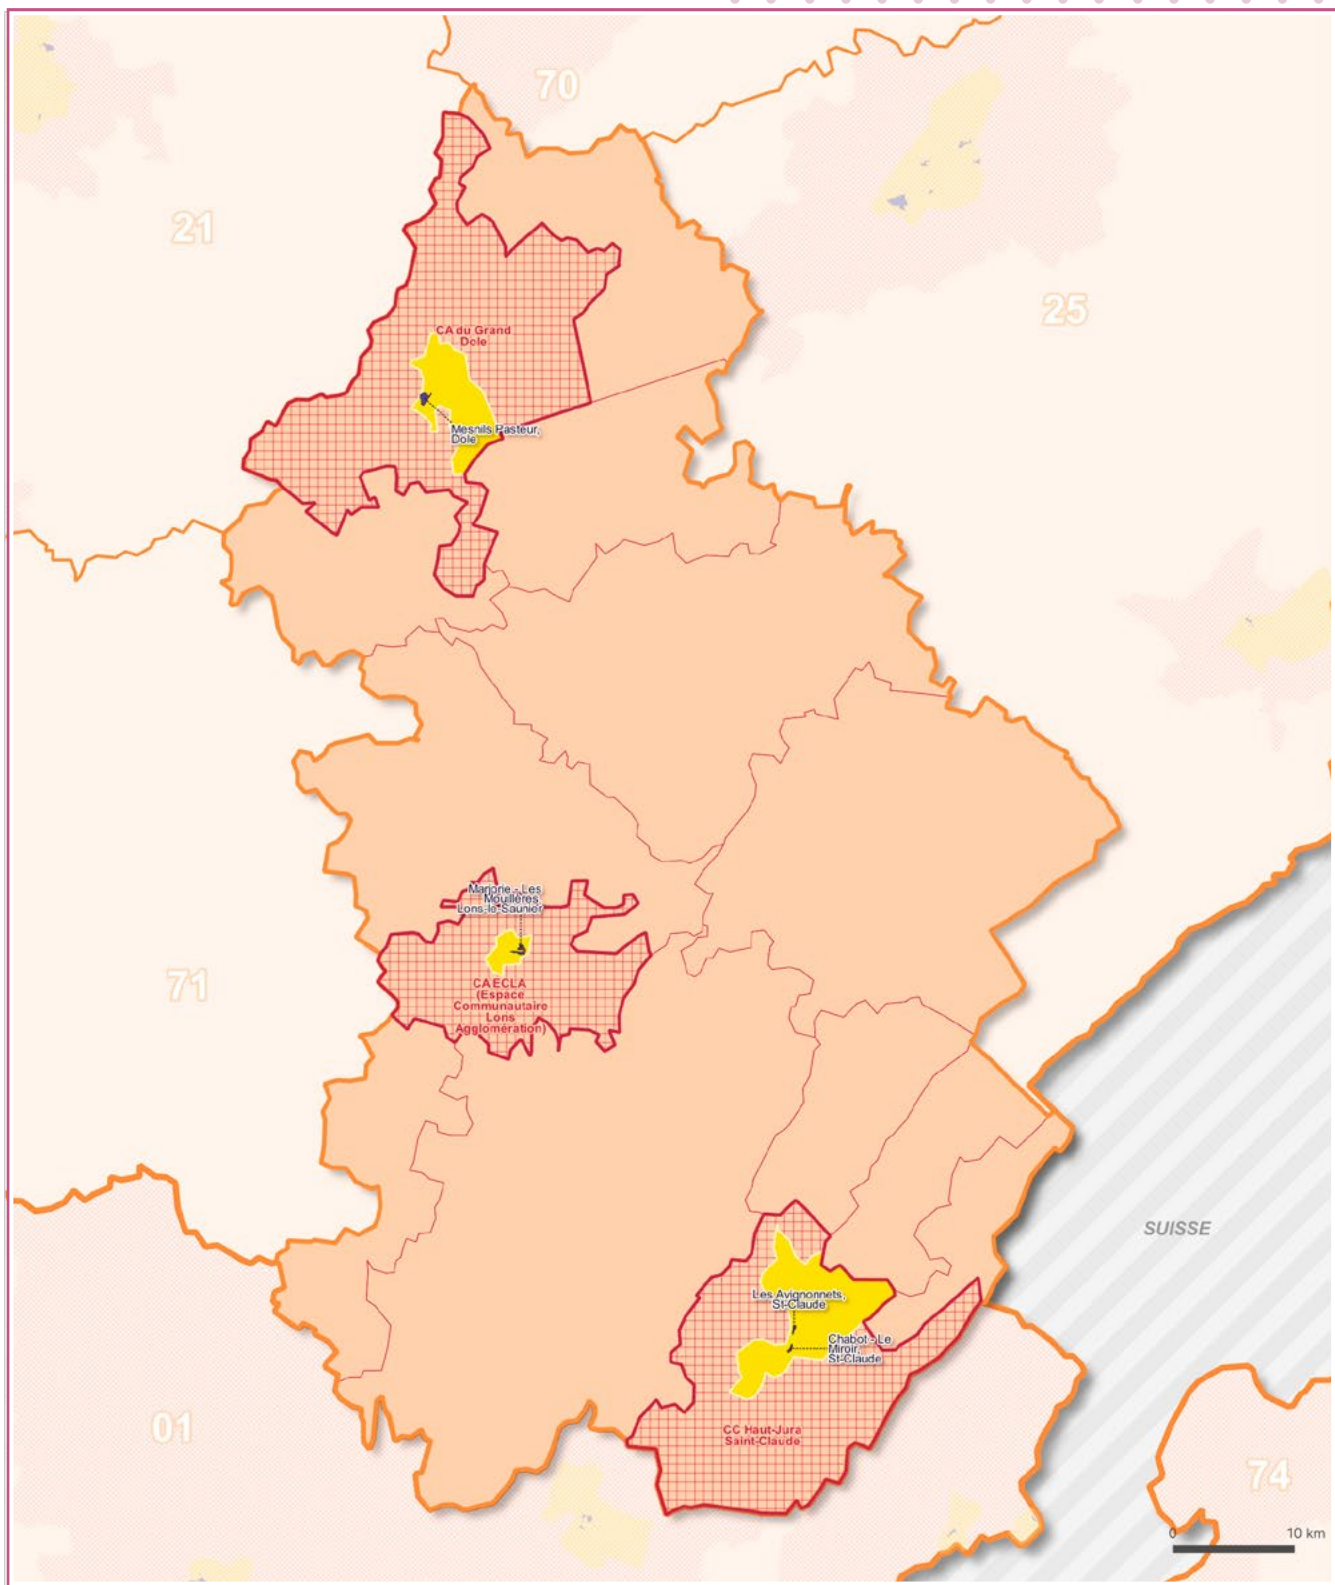 70
21
25
CA du Grand
Dole
Mesnils Pasteur,
Dole
Marjorie - Les
Mouillères,
Lons-le-Saunier
71
CA ECLA
(Espace
Communautaire
Lons
Agglomération)
SUISSE
Les Avignonnets,
St-Claude
Chabot - Le
Miroir,
St-Claude
01
CC Haut-Jura
Saint-Claude
74
0 10 km